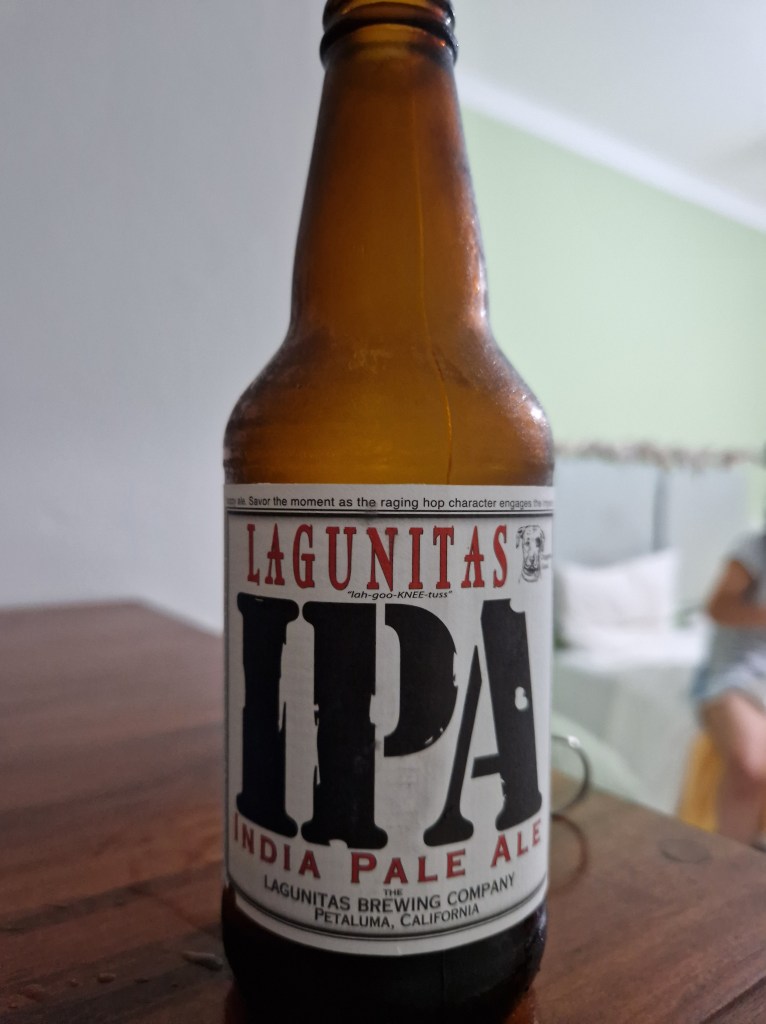 ale. Savor the moment as the raging hop character engages the
LAGUNITAS
"lah-goo-KNEE-tuss"
IPA
INDIA PALE ALE
THE
LAGUNITAS BREWING COMPANY
PETALUMA, CALIFORNIA